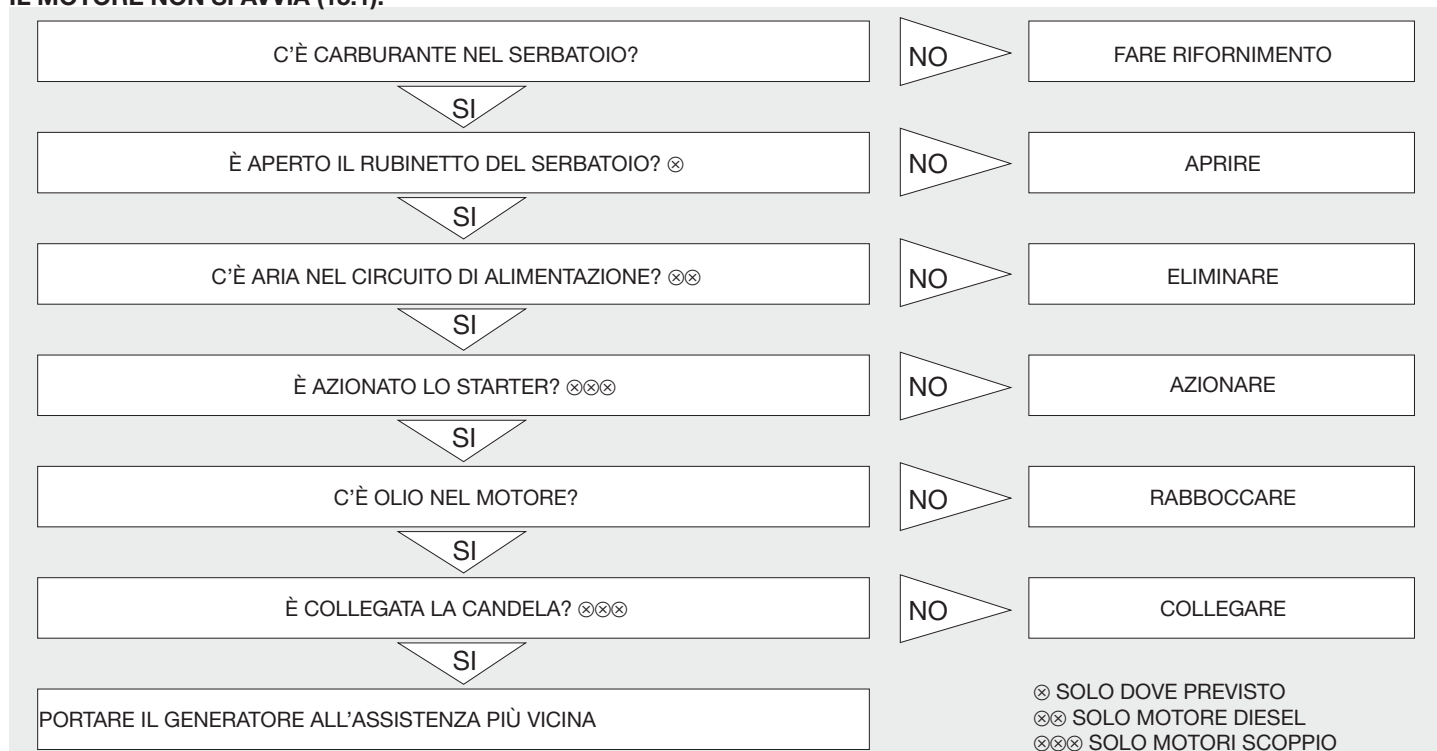 C'È CARBURANTE NEL SERBATOIO?
NO
FARE RIFORNIMENTO
SI
È APERTO IL RUBINETTO DEL SERBATOIO? ⊗
NO
APRIRE
SI
C'È ARIA NEL CIRCUITO DI ALIMENTAZIONE? ⊗⊗
NO
ELIMINARE
SI
È AZIONATO LO STARTER? ⊗⊗⊗
NO
AZIONARE
SI
C'È OLIO NEL MOTORE?
NO
RABBOCCARE
SI
È COLLEGATA LA CANDELA? ⊗⊗⊗
NO
COLLEGARE
SI
PORTARE IL GENERATORE ALL'ASSISTENZA PIÙ VICINA
⊗ SOLO DOVE PREVISTO
⊗⊗ SOLO MOTORE DIESEL
⊗⊗⊗ SOLO MOTORI SCOPPIO